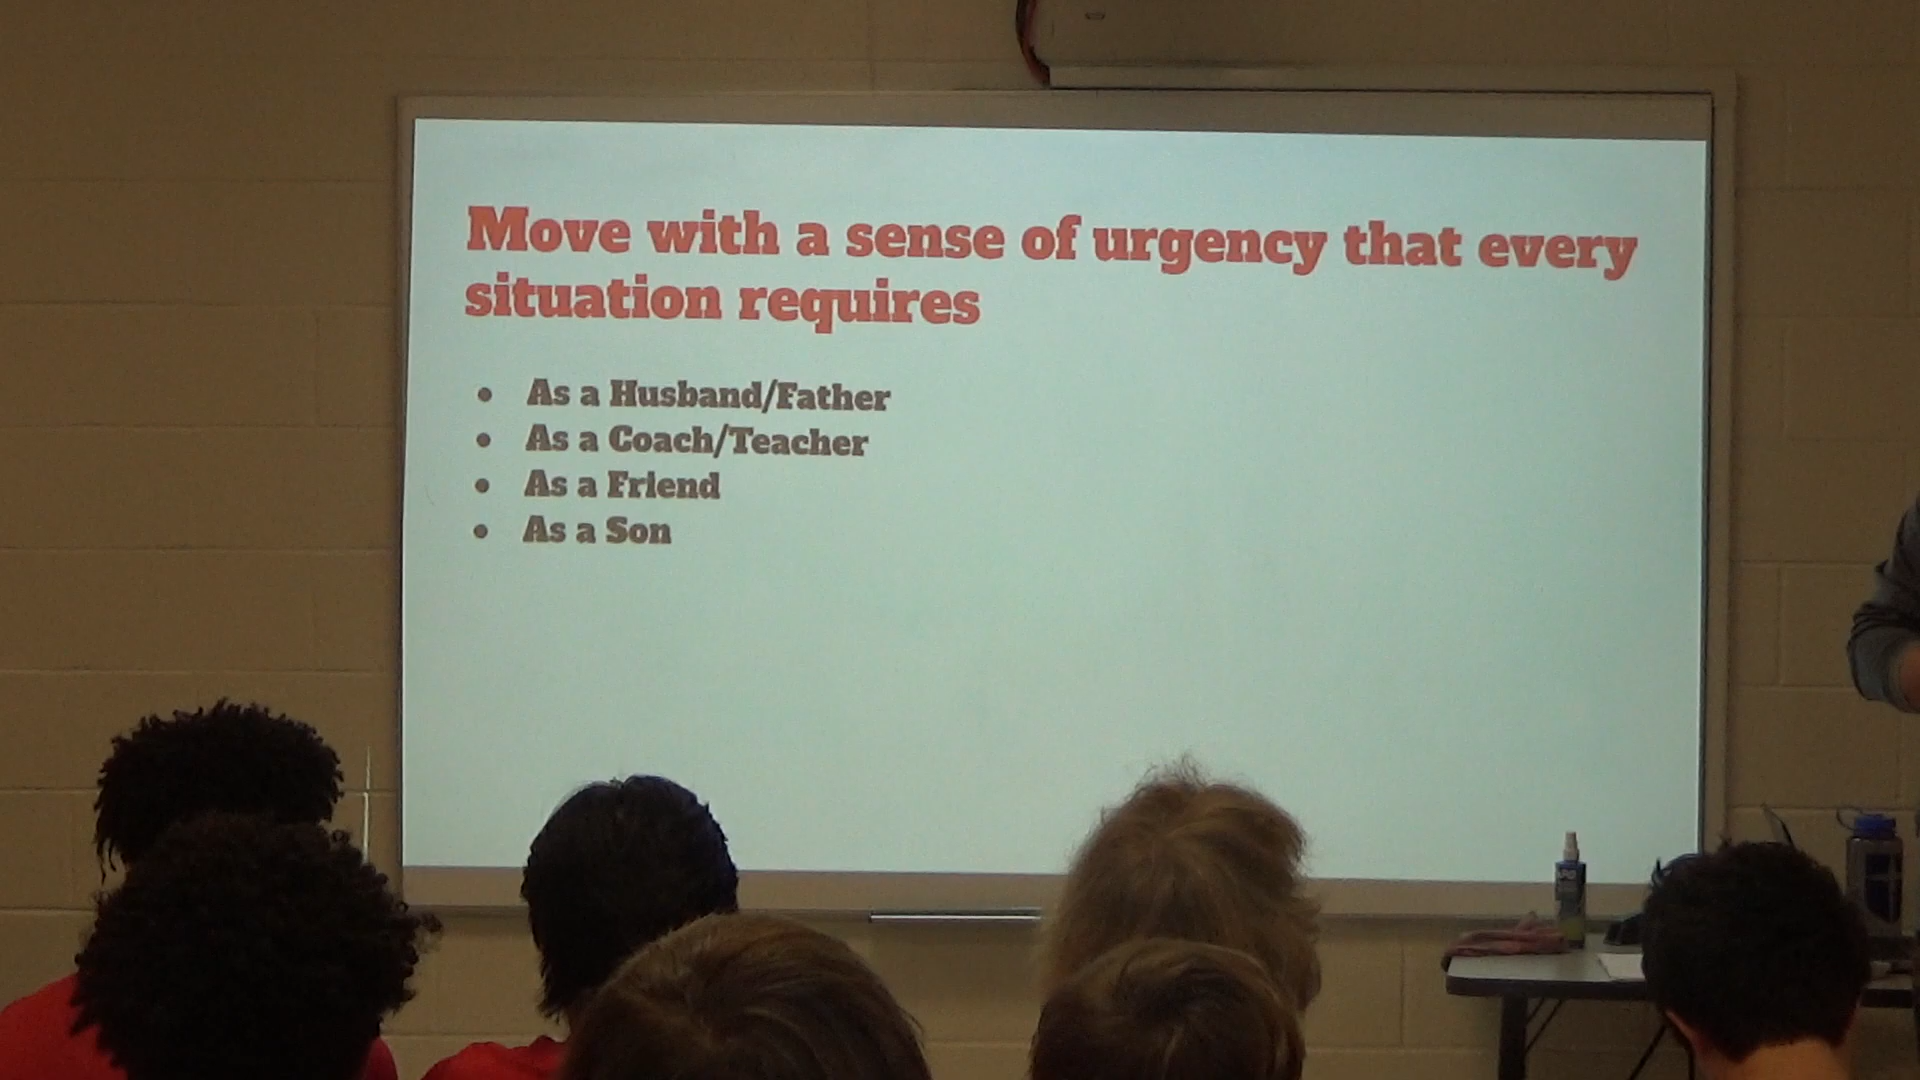 Move with a sense of urgency that every
situation requires
● As a Husband/Father
● As a Coach/Teacher
● As a Friend
● As a Son